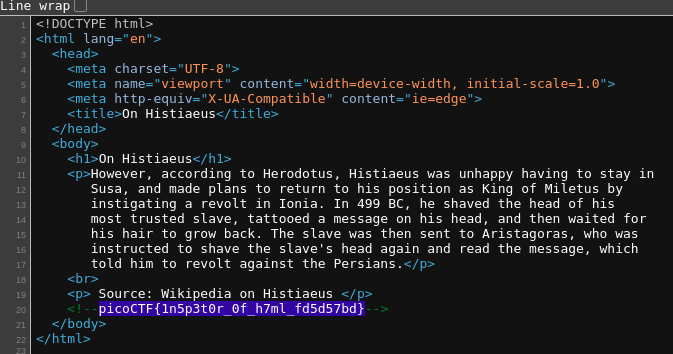 Line wrap
1 <!DOCTYPE html>
2 <html lang="en">
3   <head>
4     <meta charset="UTF-8">
5     <meta name="viewport" content="width=device-width, initial-scale=1.0">
6     <meta http-equiv="X-UA-Compatible" content="ie=edge">
7     <title>On Histiaeus</title>
8   </head>
9   <body>
10     <h1>On Histiaeus</h1>
11     <p>However, according to Herodotus, Histiaeus was unhappy having to stay in
12        Susa, and made plans to return to his position as King of Miletus by
13        instigating a revolt in Ionia. In 499 BC, he shaved the head of his
14        most trusted slave, tattooed a message on his head, and then waited for
15        his hair to grow back. The slave was then sent to Aristagoras, who was
16        instructed to shave the slave's head again and read the message, which
17        told him to revolt against the Persians.</p>
18     <br>
19     <p> Source: Wikipedia on Histiaeus </p>
20     <!--picoCTF{1n5p3t0r_0f_h7ml_fd5d57bd}-->
21   </body>
22 </html>
23